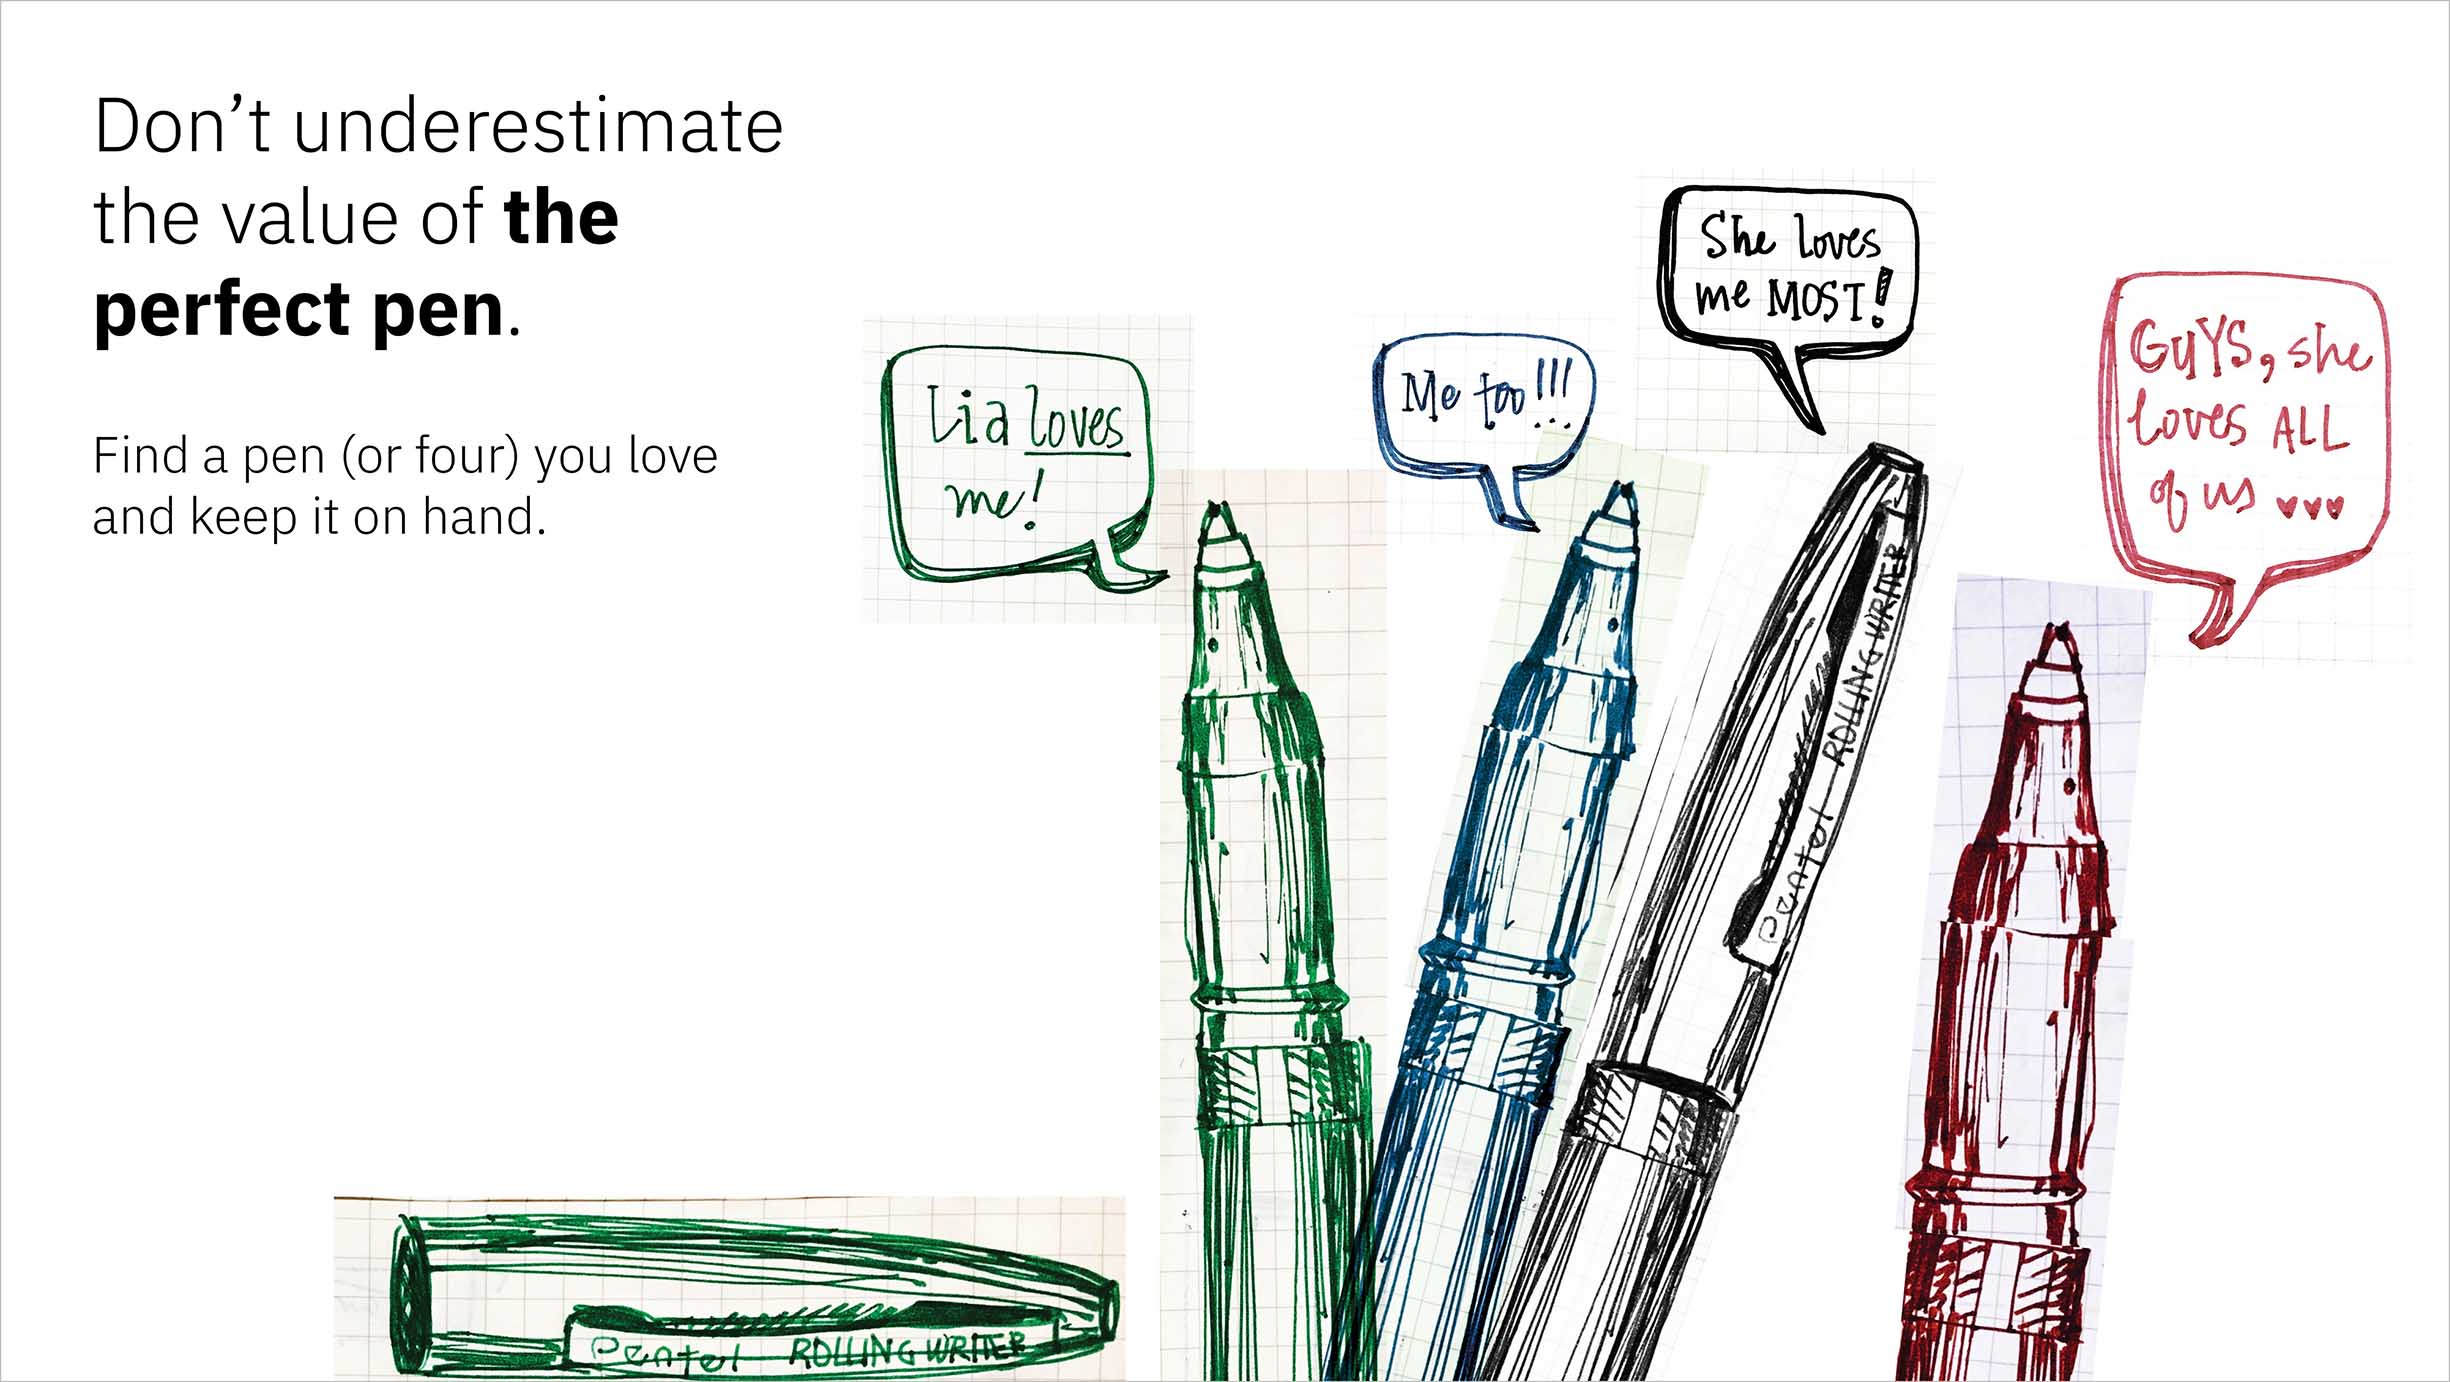 Don’t underestimate
the value of the
perfect pen.
Find a pen (or four) you love
and keep it on hand.
Lia loves
me!
Me too!!!
She loves
me MOST!
GUYS, she
loves ALL
of us ♥♥♥
Pentel ROLLING WRITER
Pentel ROLLING WRITER